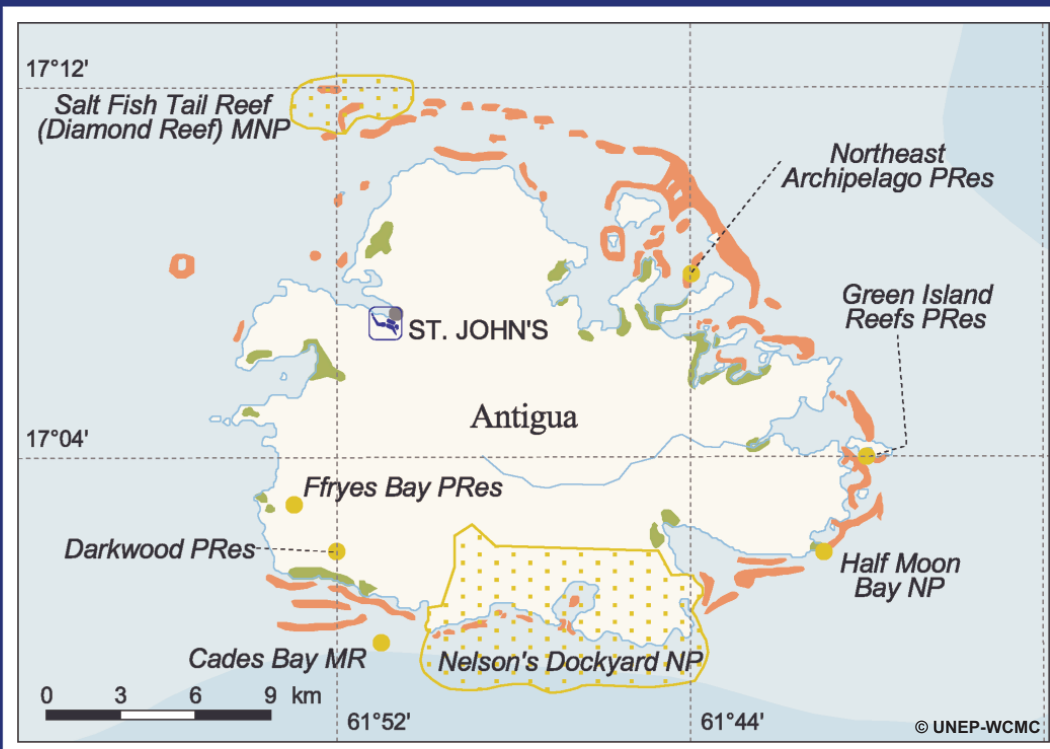 17°12'
Salt Fish Tail Reef
(Diamond Reef) MNP
Northeast
Archipelago PRes
Green Island
Reefs PRes
ST. JOHN'S
Antigua
17°04'
Ffryes Bay PRes
Darkwood PRes
Half Moon
Bay NP
Cades Bay MR
Nelson's Dockyard NP
0 3 6 9 km
61°52'
61°44'
© UNEP-WCMC